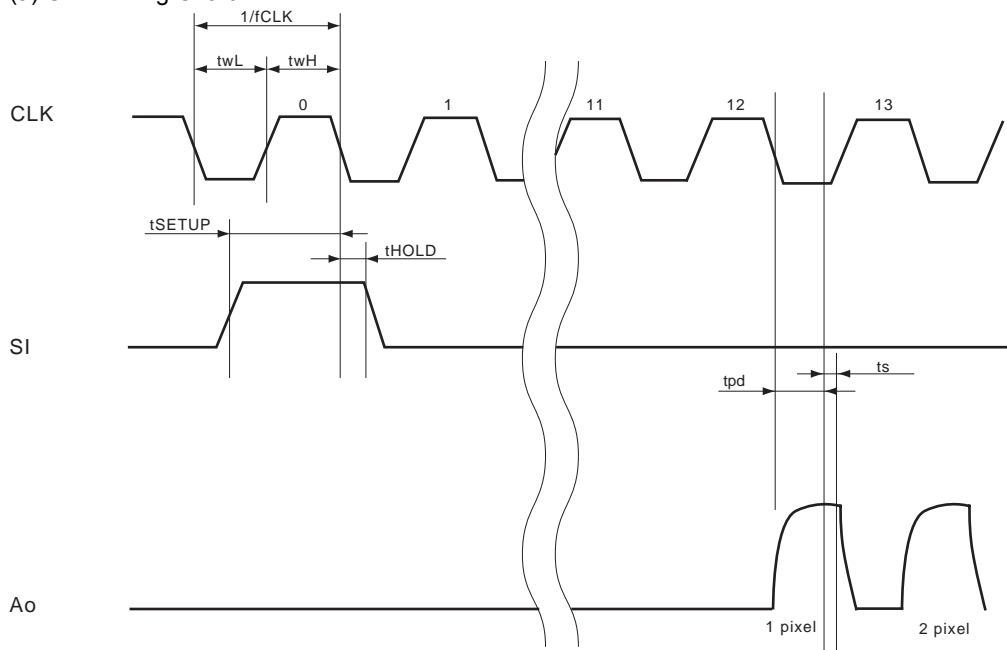 1/fCLK
twL twH
CLK
0 1 11 12 13
tSETUP
tHOLD
SI
tpd ts
Ao
1 pixel 2 pixel